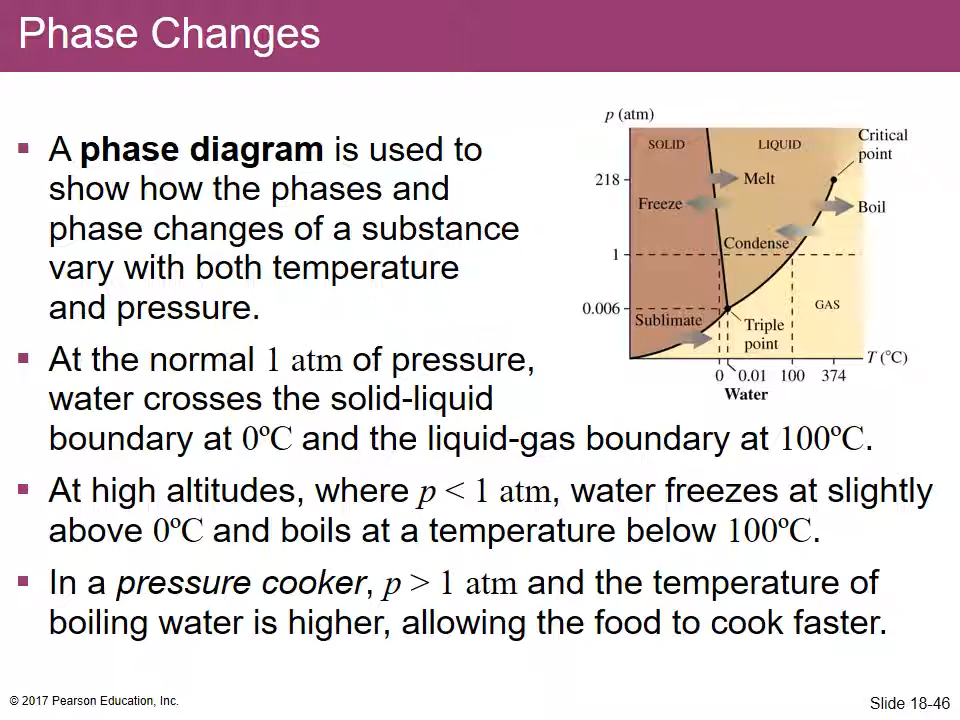 Phase Changes
▪ A phase diagram is used to
show how the phases and
phase changes of a substance
vary with both temperature
and pressure.
▪ At the normal 1 atm of pressure,
water crosses the solid-liquid
boundary at 0ºC and the liquid-gas boundary at 100ºC.
▪ At high altitudes, where p < 1 atm, water freezes at slightly
above 0ºC and boils at a temperature below 100ºC.
▪ In a pressure cooker, p > 1 atm and the temperature of
boiling water is higher, allowing the food to cook faster.
p (atm)
SOLID LIQUID Critical
point
218 Melt
Freeze Boil
Condense
1
0.006 GAS
Sublimate Triple
point
T (°C)
0 0.01 100 374
Water
© 2017 Pearson Education, Inc.
Slide 18-46